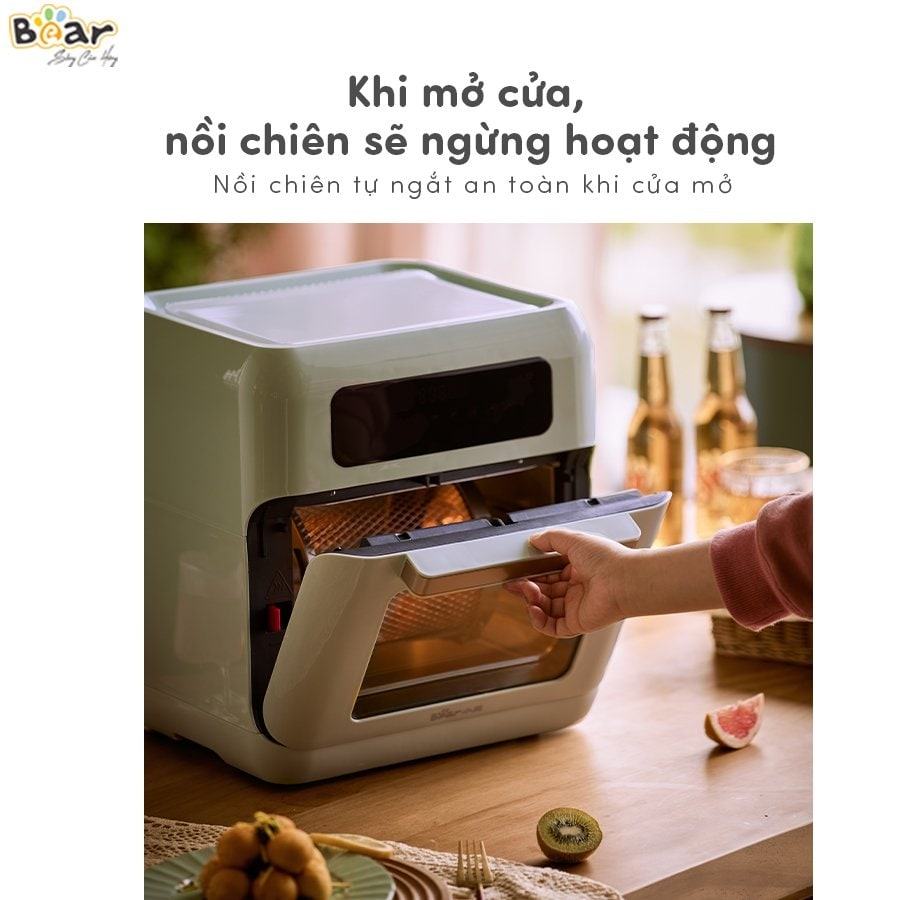 Bear
Khi mở cửa,
nồi chiên sẽ ngừng hoạt động
Nồi chiên tự ngắt an toàn khi cửa mở
Bear